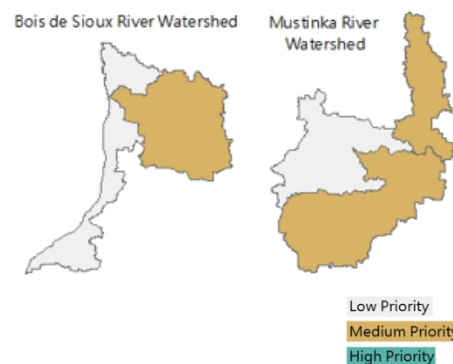 Bois de Sioux River Watershed
Mustinka River
Watershed
Low Priority
Medium Priority
High Priority